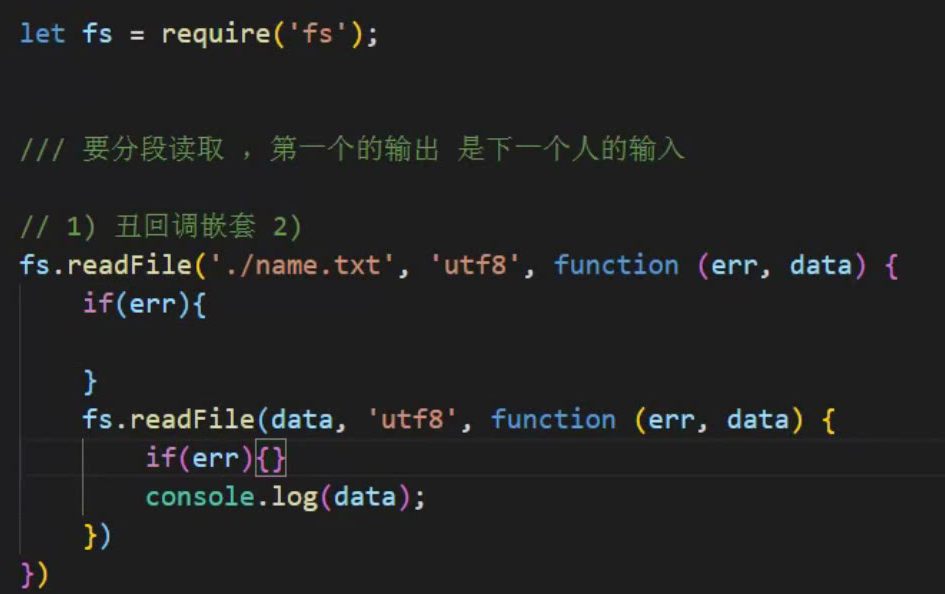 let fs = require('fs');
/// 要分段读取 ，第一个的输出 是下一个人的输入
// 1) 丑回调嵌套 2)
fs.readFile('./name.txt', 'utf8', function (err, data) {
    if(err){
    }
    fs.readFile(data, 'utf8', function (err, data) {
        if(err){}
        console.log(data);
    })
})